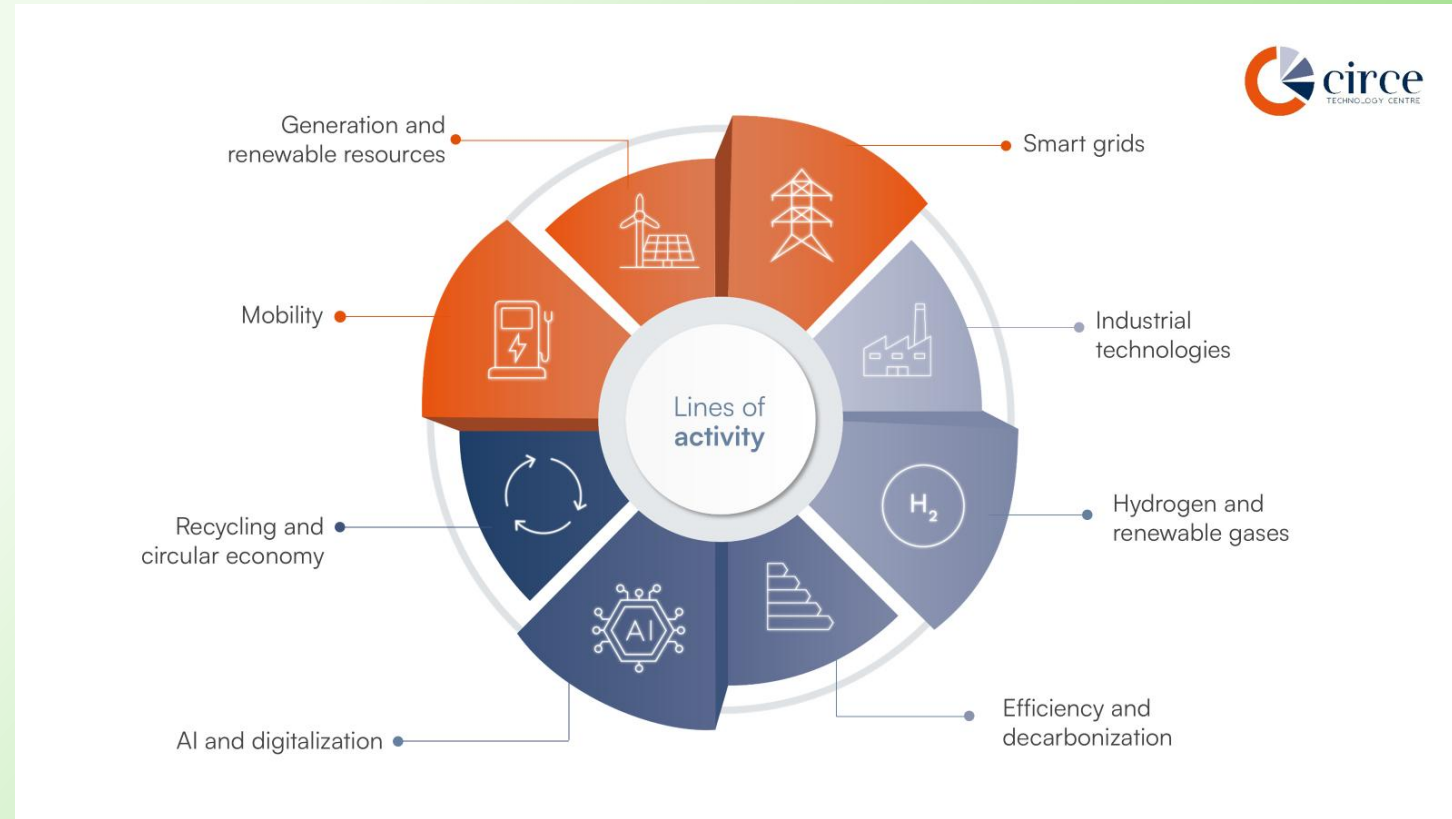 circe
TECHNOLOGY CENTRE
Generation and
renewable resources
Smart grids
Mobility
Industrial
technologies
Lines of
activity
H₂
Hydrogen and
renewable gases
Recycling and
circular economy
AI
Efficiency and
decarbonization
AI and digitalization